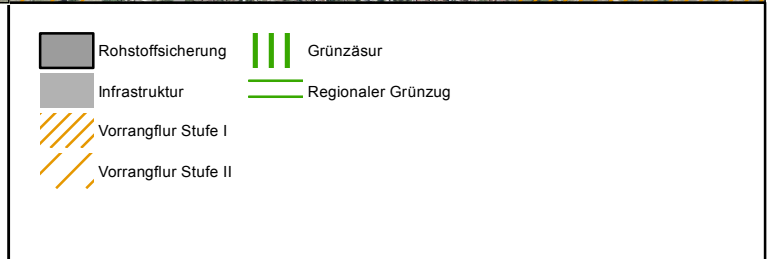 Rohstoffsicherung
Infrastruktur
Vorrangflur Stufe I
Vorrangflur Stufe II
Grünzäsur
Regionaler Grünzug